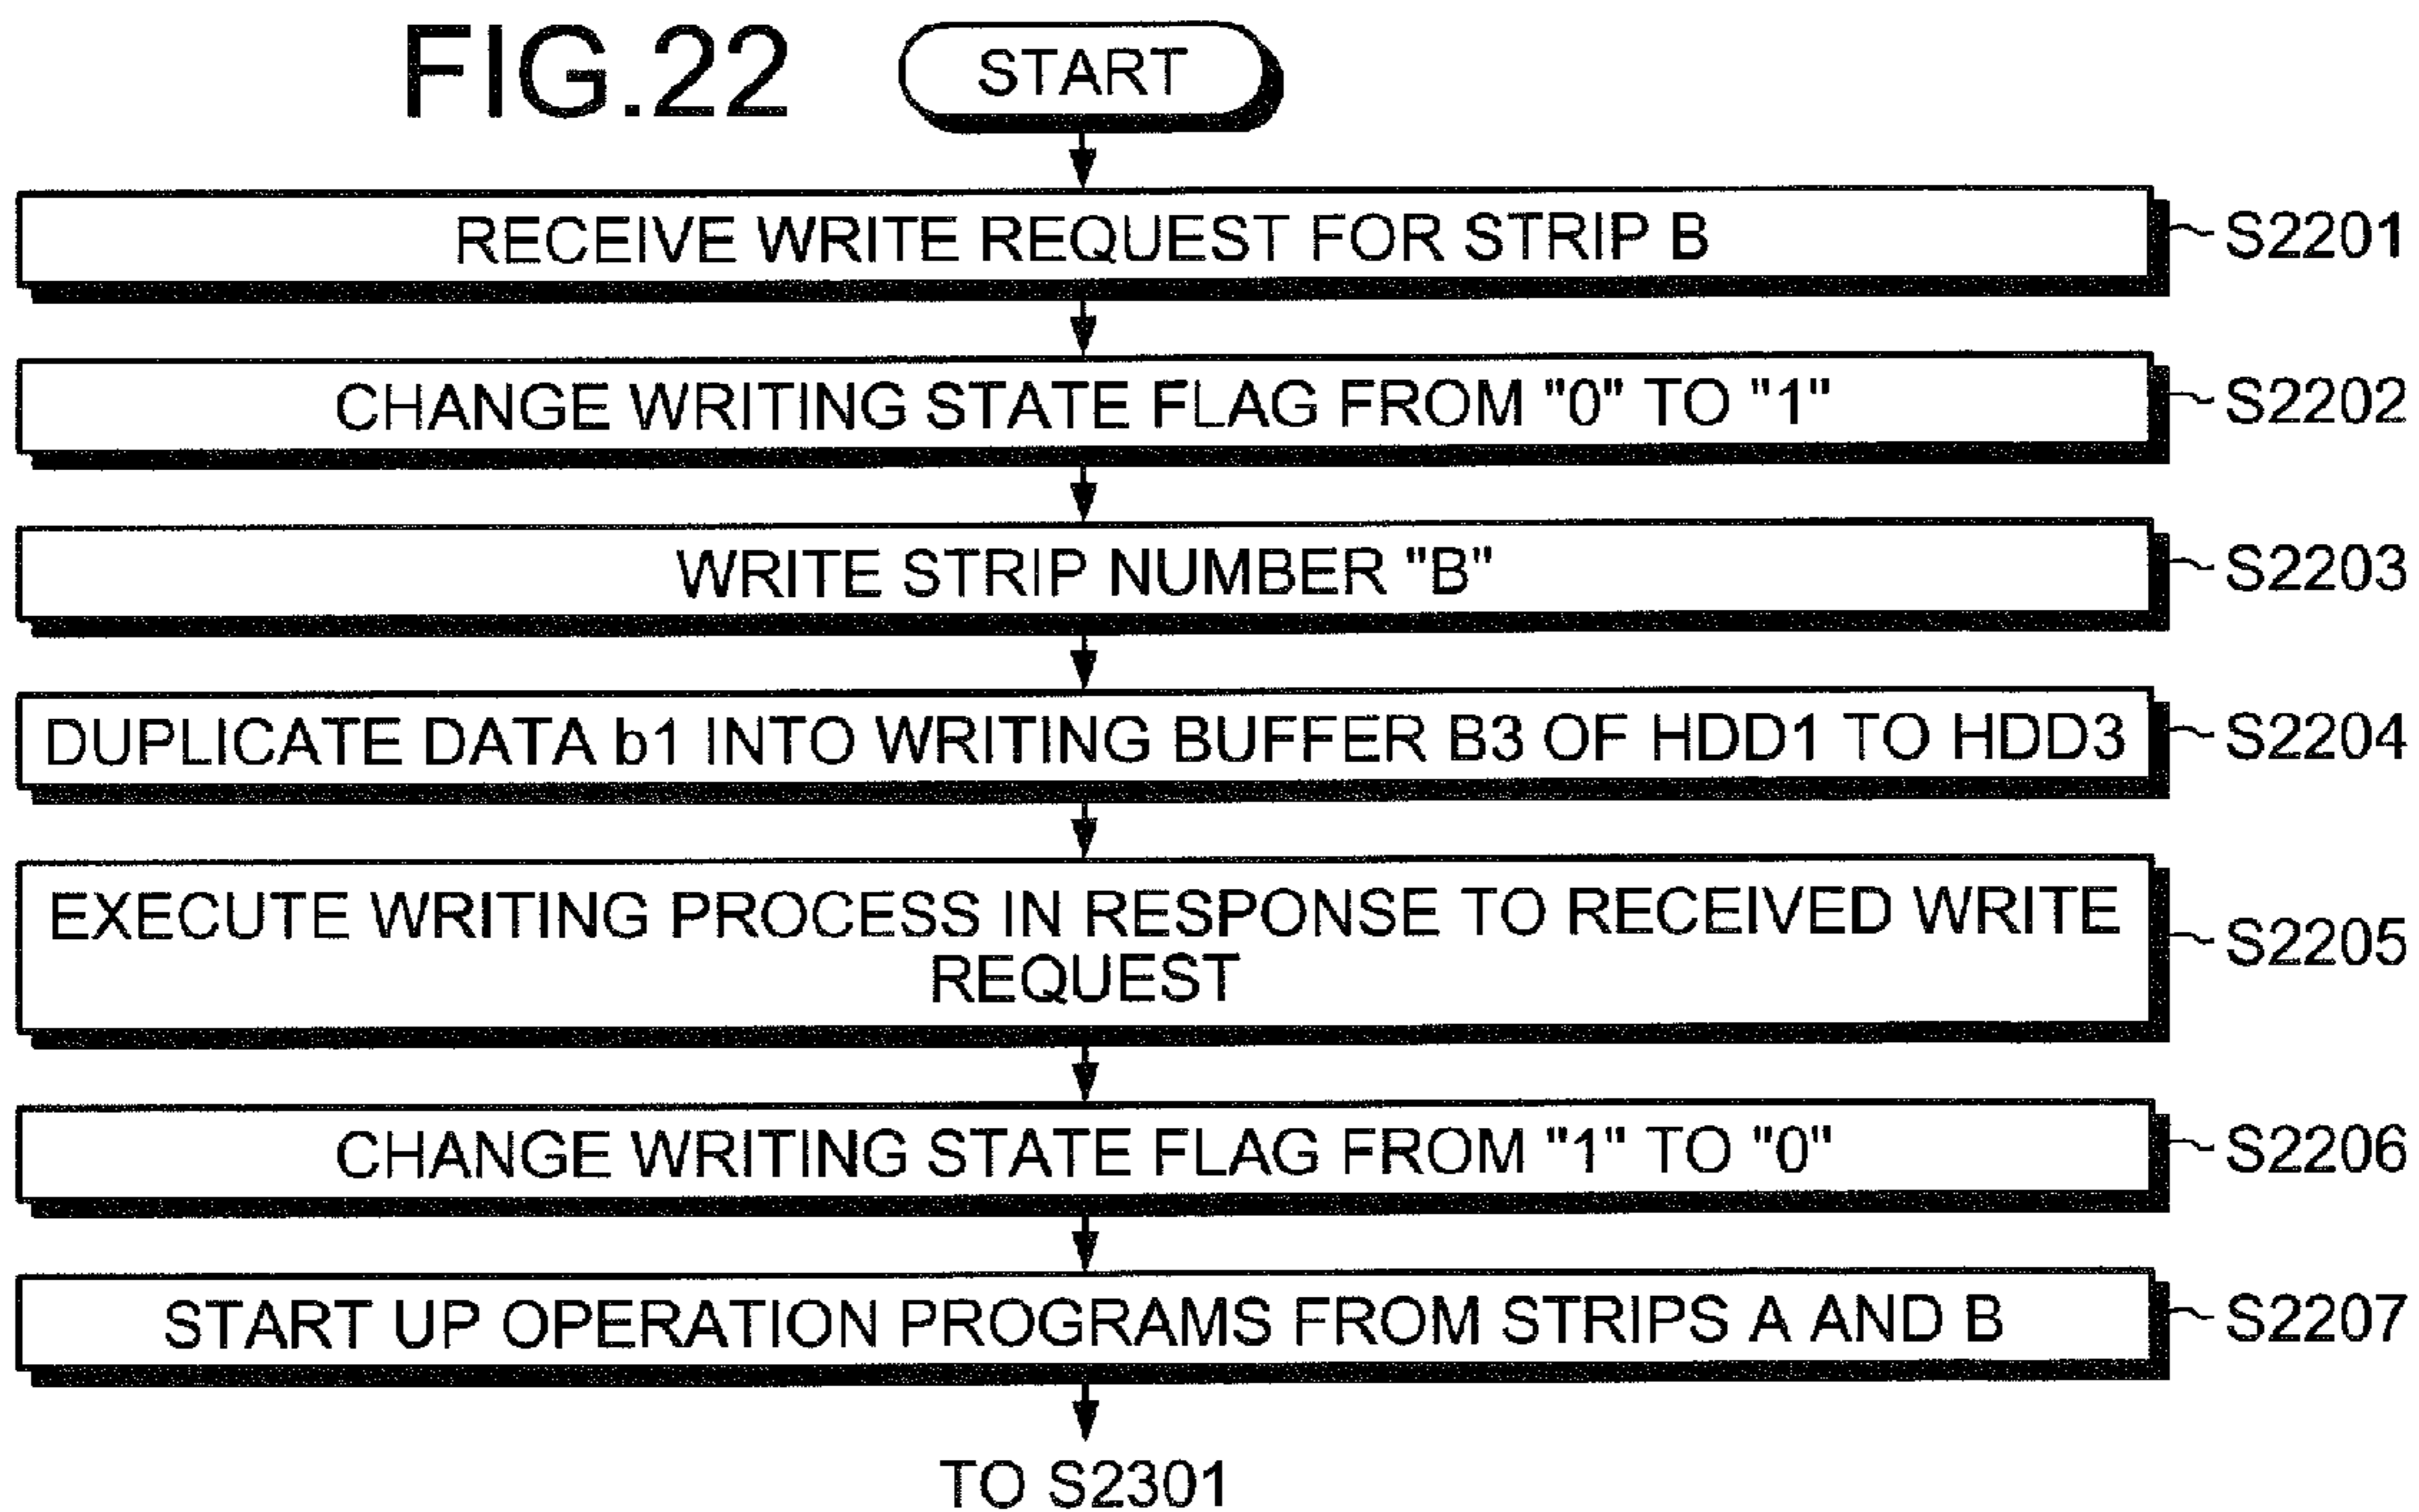 FIG.22
START
RECEIVE WRITE REQUEST FOR STRIP B
S2201
CHANGE WRITING STATE FLAG FROM "0" TO "1"
S2202
WRITE STRIP NUMBER "B"
S2203
DUPLICATE DATA b1 INTO WRITING BUFFER B3 OF HDD1 TO HDD3
S2204
EXECUTE WRITING PROCESS IN RESPONSE TO RECEIVED WRITE
REQUEST
S2205
CHANGE WRITING STATE FLAG FROM "1" TO "0"
S2206
START UP OPERATION PROGRAMS FROM STRIPS A AND B
S2207
TO S2301